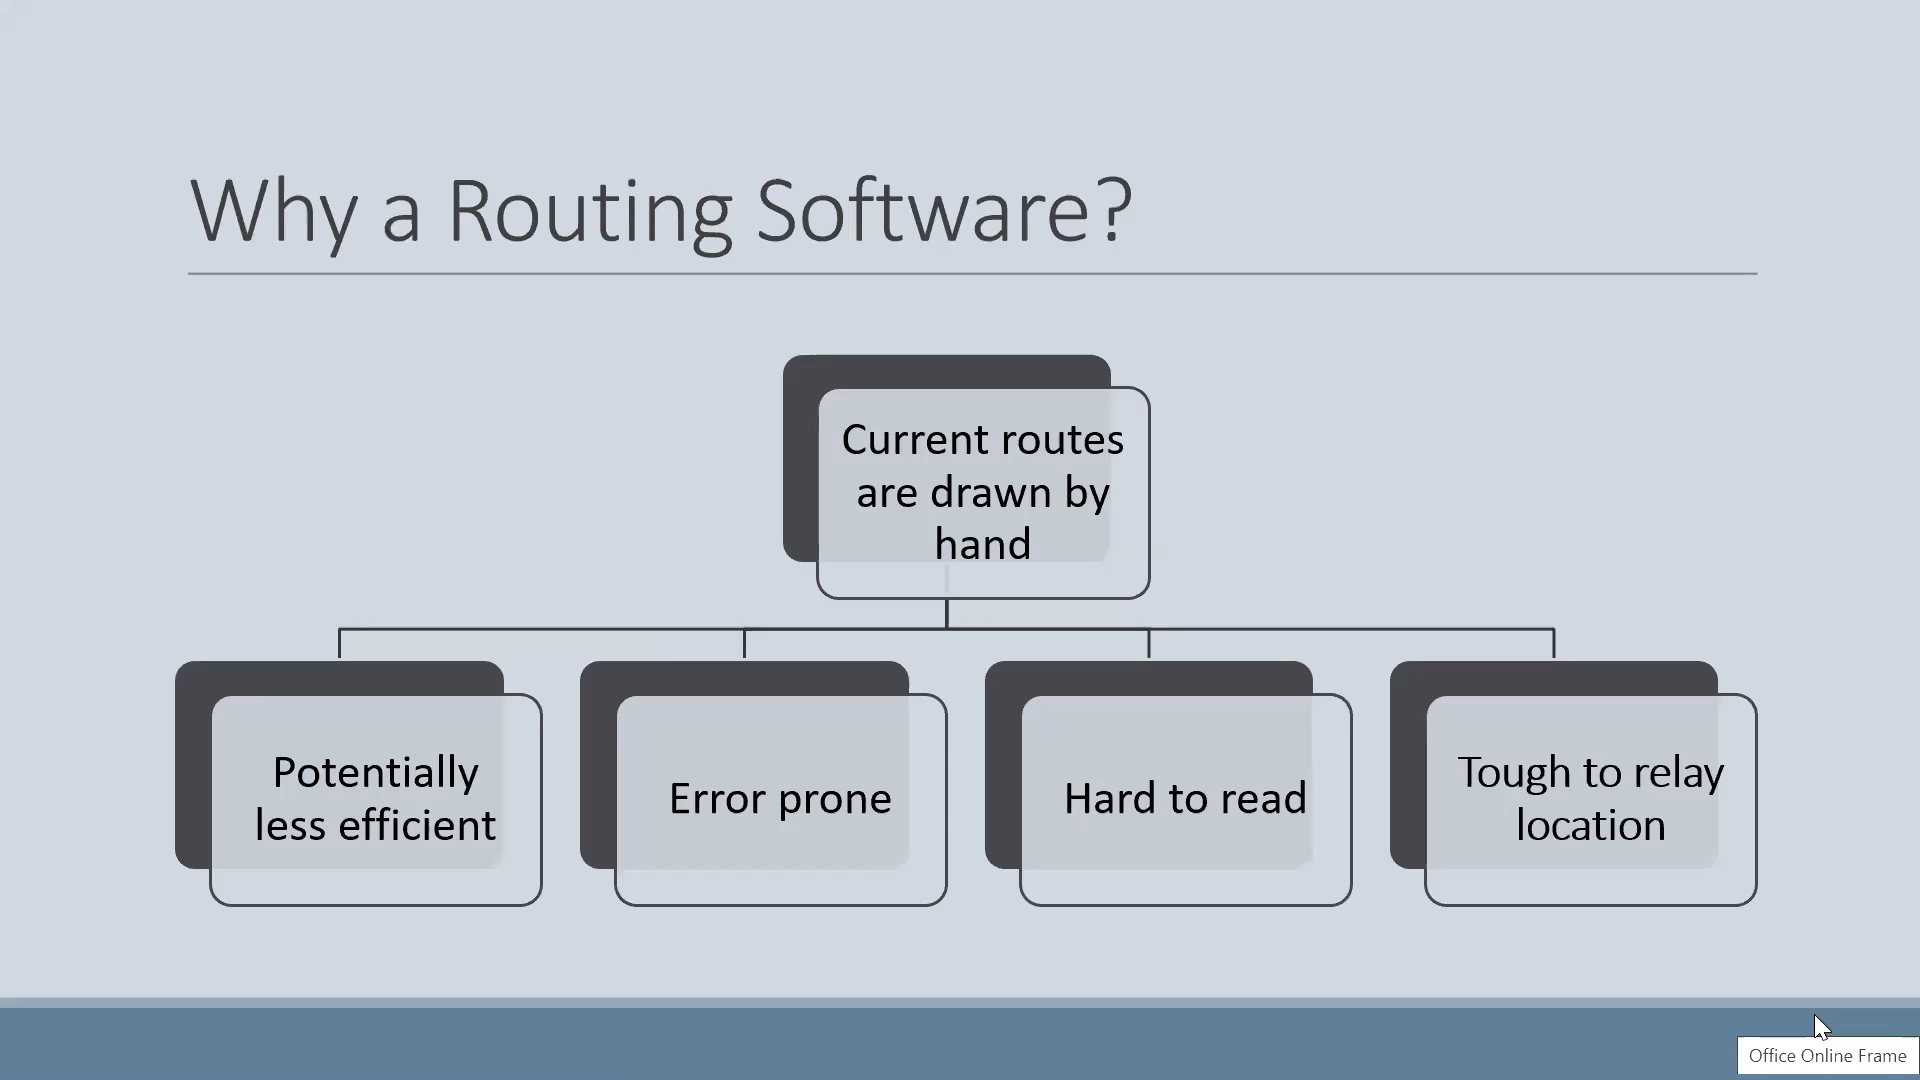 Why a Routing Software?
Current routes
are drawn by
hand
Potentially
less efficient
Error prone
Hard to read
Tough to relay
location
Office Online Frame